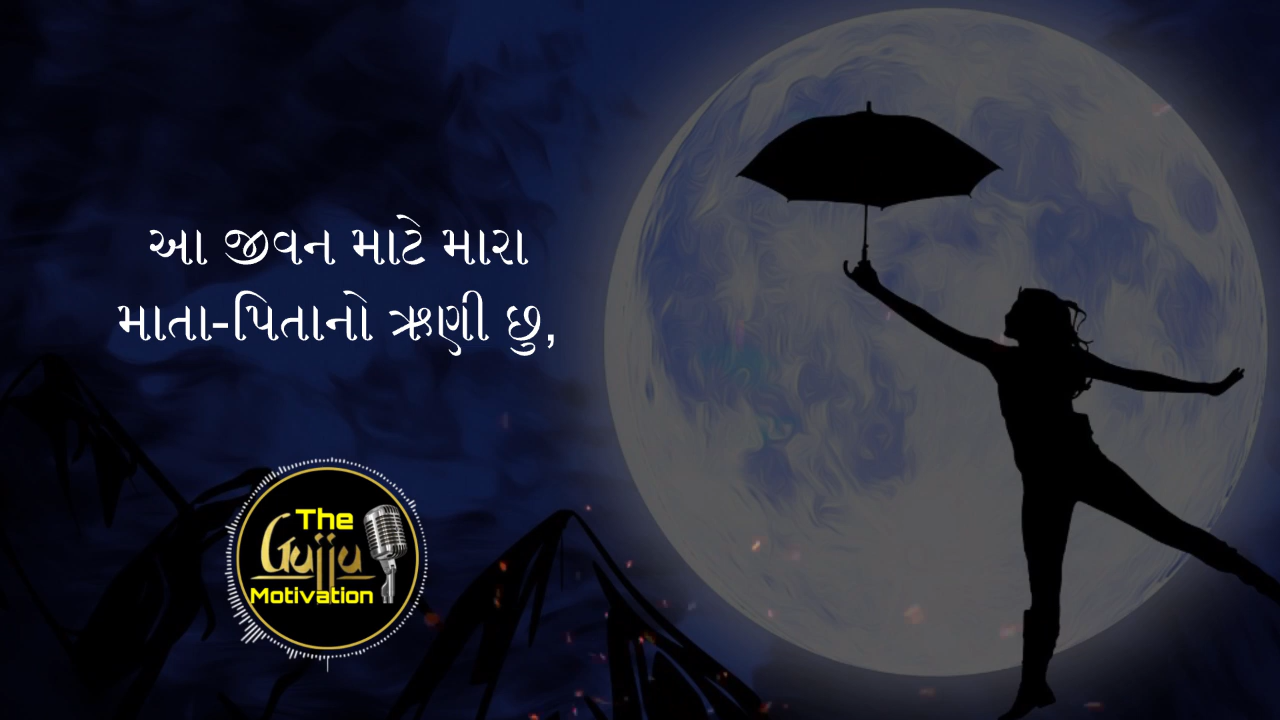 આ જીવન માટે મારા
માતા-પિતાનો ઋણી છુ,
The
Gujju
Motivation